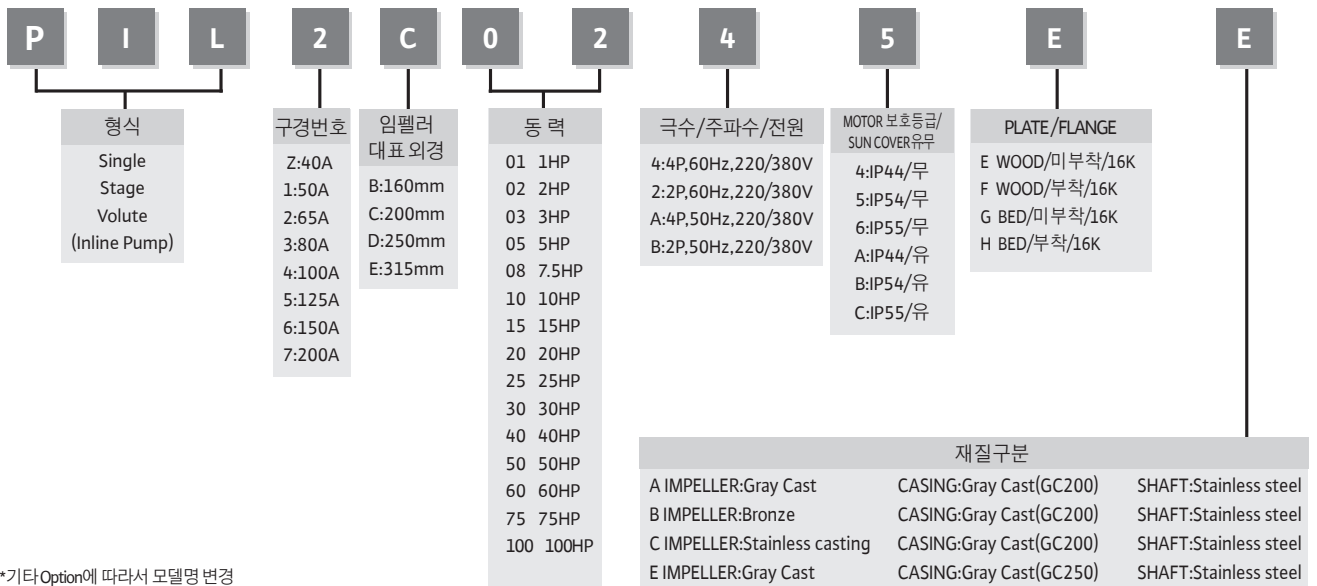 P I L 2 C 0 2 4 5 E E
형식
Single
Stage
Volute
(Inline Pump)
구경번호
Z:40A
1:50A
2:65A
3:80A
4:100A
5:125A
6:150A
7:200A
임펠러
대표 외경
B:160mm
C:200mm
D:250mm
E:315mm
동 력
01 1HP
02 2HP
03 3HP
05 5HP
08 7.5HP
10 10HP
15 15HP
20 20HP
25 25HP
30 30HP
40 40HP
50 50HP
60 60HP
75 75HP
100 100HP
극수/주파수/전원
4:4P,60Hz,220/380V
2:2P,60Hz,220/380V
A:4P,50Hz,220/380V
B:2P,50Hz,220/380V
MOTOR 보호등급/
SUN COVER유무
4:IP44/무
5:IP54/무
6:IP55/무
A:IP44/유
B:IP54/유
C:IP55/유
PLATE/FLANGE
E WOOD/미부착/16K
F WOOD/부착/16K
G BED/미부착/16K
H BED/부착/16K
재질구분
A IMPELLER:Gray Cast CASING:Gray Cast(GC200) SHAFT:Stainless steel
B IMPELLER:Bronze CASING:Gray Cast(GC200) SHAFT:Stainless steel
C IMPELLER:Stainless casting CASING:Gray Cast(GC200) SHAFT:Stainless steel
E IMPELLER:Gray Cast CASING:Gray Cast(GC250) SHAFT:Stainless steel
*기타 Option에 따라서 모델명 변경